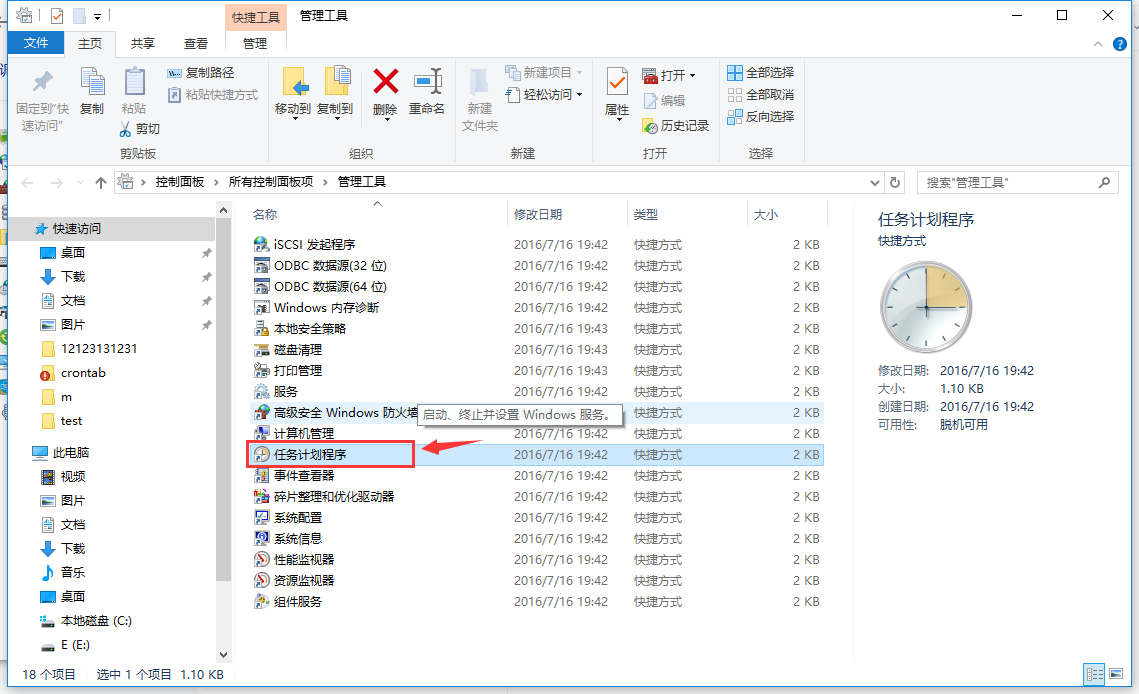 快捷工具 管理工具
文件 主页 共享 查看 管理
固定到"快速访问"
复制
粘贴
复制路径
粘贴快捷方式
剪切
剪贴板
移动到
复制到
删除
重命名
组织
新建文件夹
新建项目
轻松访问
新建
属性
打开
编辑
历史记录
打开
全部选择
全部取消
反向选择
选择
控制面板 所有控制面板项 管理工具
搜索"管理工具"
快速访问
桌面
下载
文档
图片
12123131231
crontab
m
test
此电脑
视频
图片
文档
下载
音乐
桌面
本地磁盘 (C:)
E (E:)
名称 修改日期 类型 大小
iSCSI 发起程序 2016/7/16 19:42 快捷方式 2 KB
ODBC 数据源(32 位) 2016/7/16 19:42 快捷方式 2 KB
ODBC 数据源(64 位) 2016/7/16 19:42 快捷方式 2 KB
Windows 内存诊断 2016/7/16 19:42 快捷方式 2 KB
本地安全策略 2016/7/16 19:43 快捷方式 2 KB
磁盘清理 2016/7/16 19:43 快捷方式 2 KB
打印管理 2016/7/16 19:43 快捷方式 2 KB
服务 2016/7/16 19:42 快捷方式 2 KB
高级安全 Windows 防火墙 2016/7/16 19:42 快捷方式 2 KB
启动、终止并设置 Windows 服务。
计算机管理 2016/7/16 19:42 快捷方式 2 KB
任务计划程序 2016/7/16 19:42 快捷方式 2 KB
事件查看器 2016/7/16 19:42 快捷方式 2 KB
碎片整理和优化驱动器 2016/7/16 19:42 快捷方式 2 KB
系统配置 2016/7/16 19:42 快捷方式 2 KB
系统信息 2016/7/16 19:42 快捷方式 2 KB
性能监视器 2016/7/16 19:42 快捷方式 2 KB
资源监视器 2016/7/16 19:42 快捷方式 2 KB
组件服务 2016/7/16 19:42 快捷方式 2 KB
任务计划程序
快捷方式
修改日期: 2016/7/16 19:42
大小: 1.10 KB
创建日期: 2016/7/16 19:42
可用性: 脱机可用
18 个项目 选中 1 个项目 1.10 KB